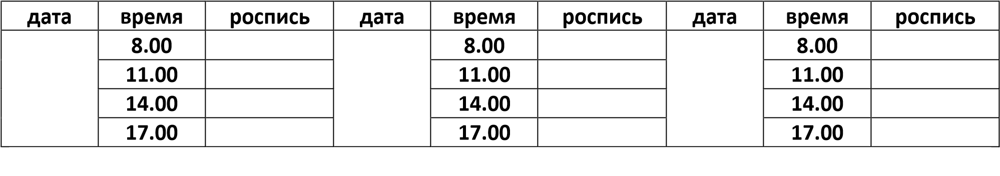 дата время роспись дата время роспись дата время роспись
8.00 8.00 8.00
11.00 11.00 11.00
14.00 14.00 14.00
17.00 17.00 17.00